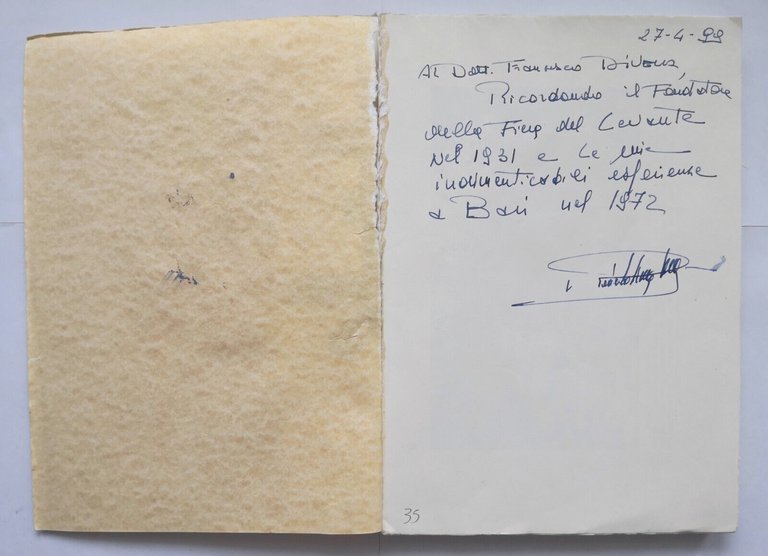 27-4-99
Al Dott. Francesco Divona,
Ricordando il Fondatore
della Fiera del Levante
nel 1931 e le mie
indimenticabili esperienze
a Bari nel 1972
35